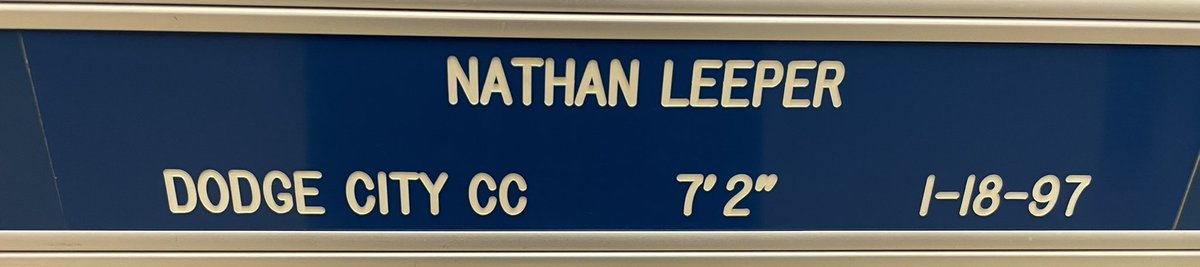 NATHAN LEEPER
DODGE CITY CC 7'2" 1-18-97